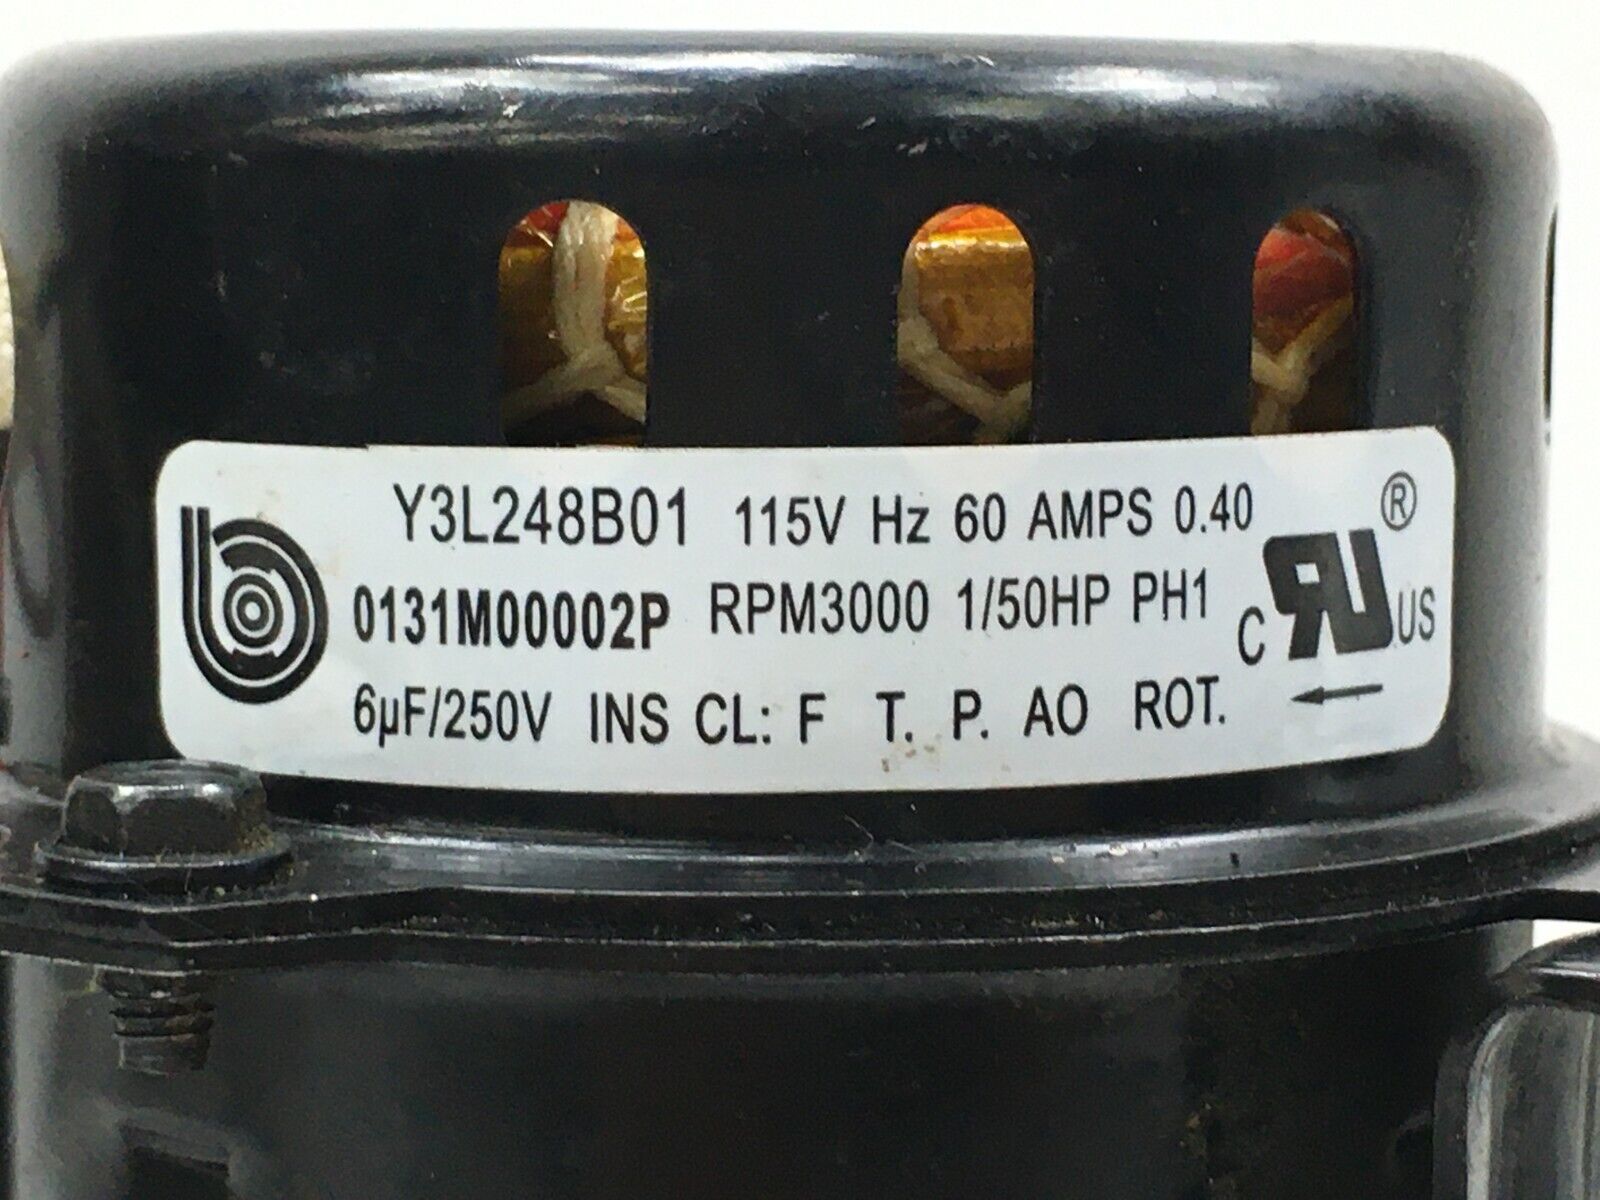 Y3L248B01 115V Hz 60 AMPS 0.40 ®
0131M00002P RPM3000 1/50HP PH1 C RU US
6µF/250V INS CL: F T. P. AO ROT. ←